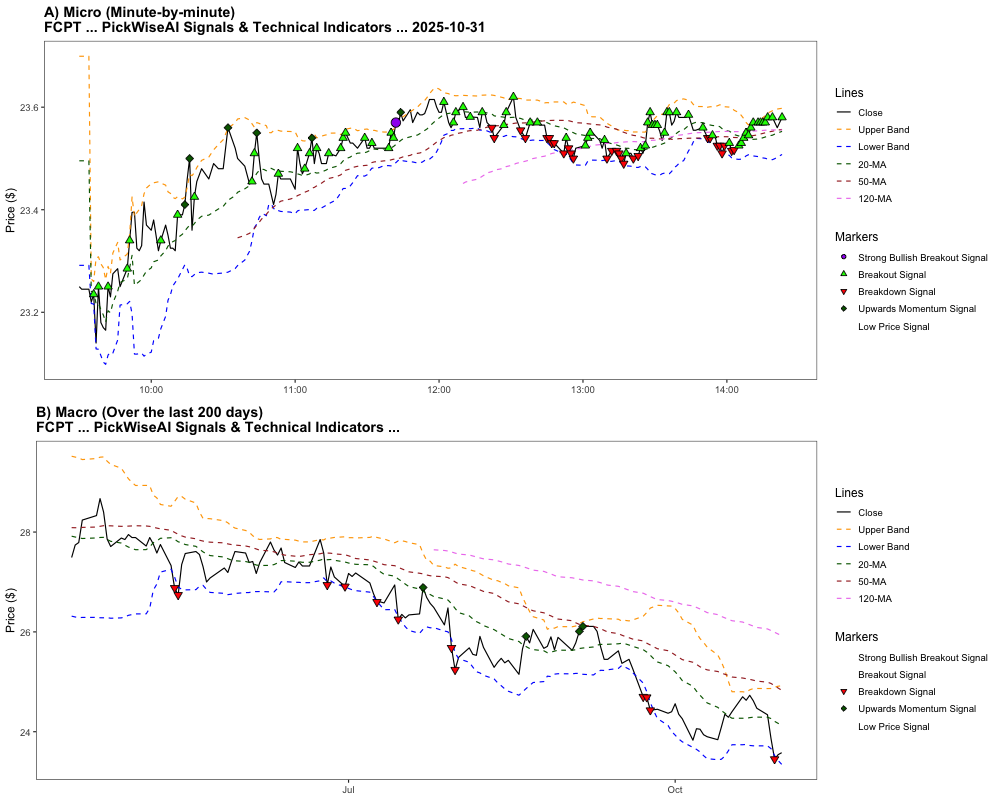 A) Micro (Minute-by-minute)
FCPT ... PickWiseAI Signals & Technical Indicators ... 2025-10-31
Price ($)
23.6
23.4
23.2
10:00
11:00
12:00
13:00
14:00
Lines
Close
Upper Band
Lower Band
20-MA
50-MA
120-MA
Markers
Strong Bullish Breakout Signal
Breakout Signal
Breakdown Signal
Upwards Momentum Signal
Low Price Signal
B) Macro (Over the last 200 days)
FCPT ... PickWiseAI Signals & Technical Indicators ...
Price ($)
28
26
24
Jul
Oct
Lines
Close
Upper Band
Lower Band
20-MA
50-MA
120-MA
Markers
Strong Bullish Breakout Signal
Breakout Signal
Breakdown Signal
Upwards Momentum Signal
Low Price Signal